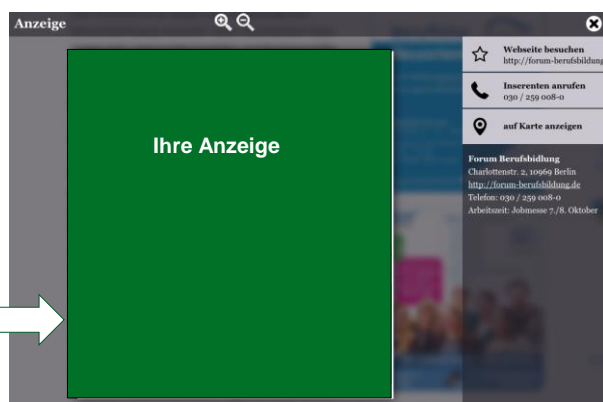 Anzeige
Ihre Anzeige
Webseite besuchen
http://forum-berufsbildung
Inserenten anrufen
030 / 259 008-0
auf Karte anzeigen
Forum Berufsbidlung
Charlottenstr. 2, 10969 Berlin
http://forum-berufsbildung.de
Telefon: 030 / 259 008-0
Arbeitszeit: Jobmesse 7./8. Oktober